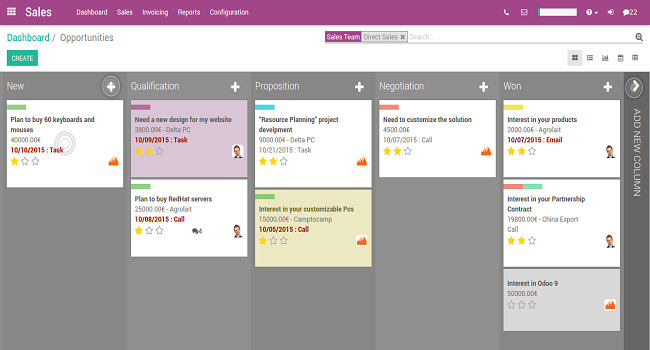 Sales
Dashboard Sales Invoicing Reports Configuration
22
Dashboard / Opportunities
Sales Team Direct Sales Search...
CREATE
New
Plan to buy 60 keyboards and
mouses
40000.00€
10/10/2015 : Task
Qualification
Need a new design for my website
3800.00€ - Delta PC
10/09/2015 : Task
Plan to buy RedHat servers
25000.00€ - Agrolait
10/08/2015 : Call
4
Proposition
"Resource Planning" project
develpment
9000.00€ - Delta PC
10/21/2015 : Task
Interest in your customizable Pcs
15000.00€ - Camptocamp
10/05/2015 : Call
Negotiation
Need to customize the solution
4500.00€
10/07/2015 : Call
Won
Interest in your products
2000.00€ - Agrolait
10/07/2015 : Email
Interest in your Partnership
Contract
19800.00€ - China Export
Call
Interest in Odoo 9
50000.00€
ADD NEW COLUMN